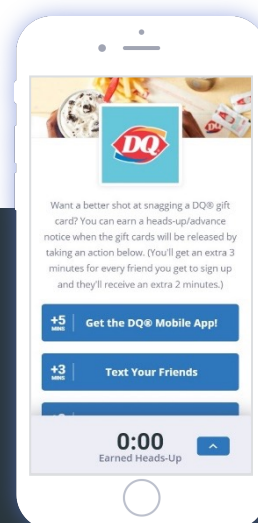 DQ
Want a better shot at snagging a DQ® gift
card? You can earn a heads-up/advance
notice when the gift cards will be released by
taking an action below. (You'll get an extra 3
minutes for every friend you get to sign up
and they'll receive an extra 2 minutes.)
+5
MINS
Get the DQ® Mobile App!
+3
MINS
Text Your Friends
0:00
Earned Heads-Up